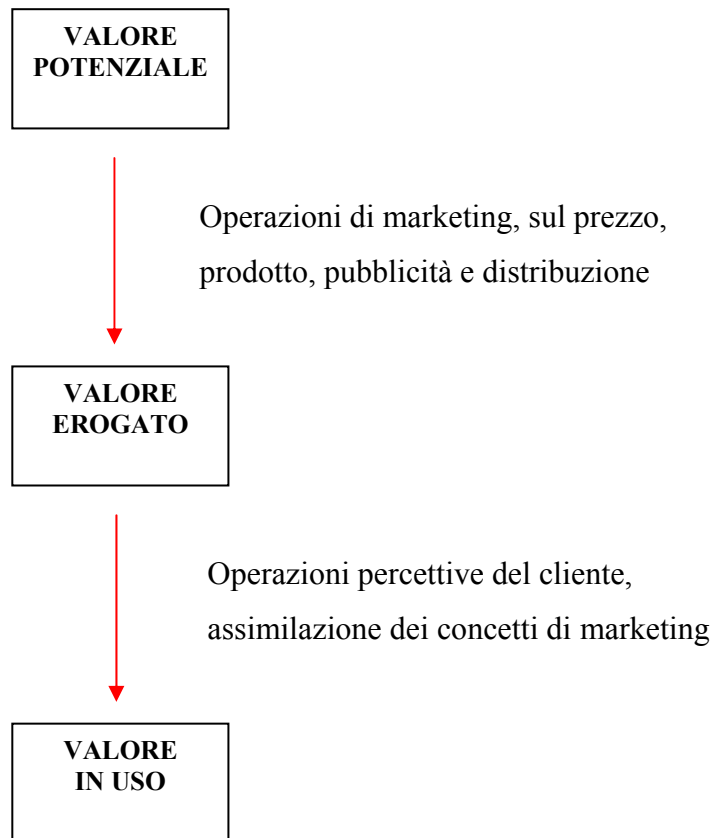 VALORE
POTENZIALE
Operazioni di marketing, sul prezzo,
prodotto, pubblicità e distribuzione
VALORE
EROGATO
Operazioni percettive del cliente,
assimilazione dei concetti di marketing
VALORE
IN USO